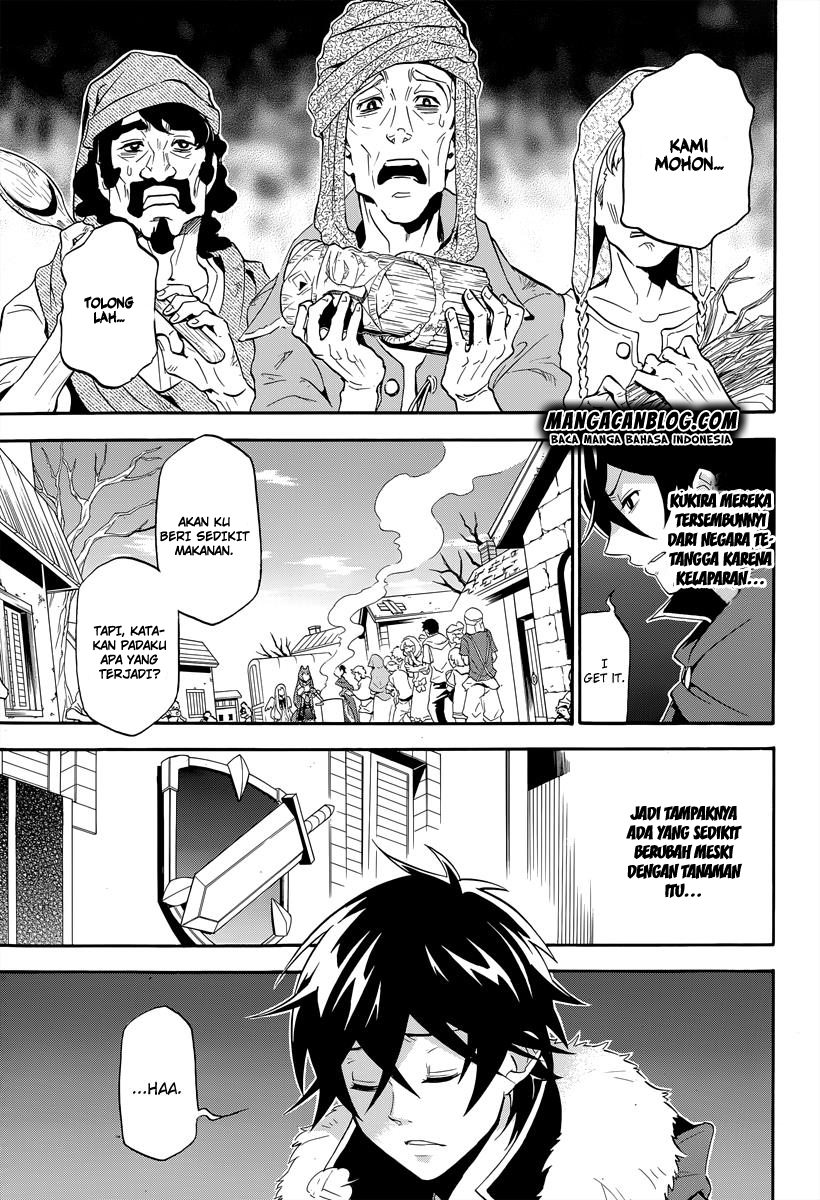 KAMI
MOHON...
TOLONG
LAH...
MANGACANBLOG.COM
BACA MANGA BAHASA INDONESIA
KUKIRA MEREKA
TERSEMBUNNYI
DARI NEGARA TE-
TANGGA KARENA
KELAPARAN...
I
GET IT.
AKAN KU
BERI SEDIKIT
MAKANAN.
TAPI, KATA-
KAN PADAKU
APA YANG
TERJADI?
JADI TAMPAKNYA
ADA YANG SEDIKIT
BERUBAH MESKI
DENGAN TANAMAN
ITU...
...HAA.